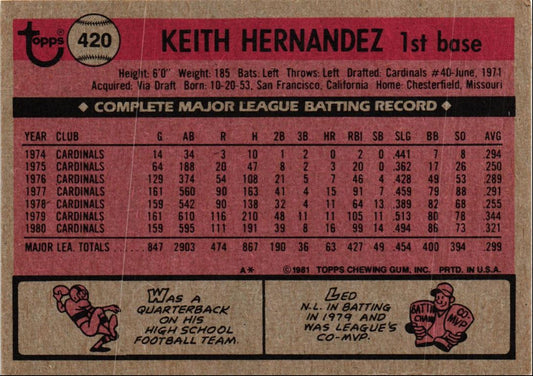 Topps 420 KEITH HERNANDEZ 1st base
Height: 6'0" Weight: 185 Bats: Left Throws: Left Drafted: Cardinals #40-June, 1971
Acquired: Via Draft Born: 10-20-53, San Francisco, California Home: Chesterfield, Missouri
◆ COMPLETE MAJOR LEAGUE BATTING RECORD ◆
YEAR CLUB G AB R H 2B 3B HR RBI SB SLG BB SO AVG
1974 CARDINALS 14 34 3 10 1 2 0 2 0 .441 7 8 .294
1975 CARDINALS 64 188 20 47 8 2 3 20 0 .362 17 26 .250
1976 CARDINALS 129 374 54 108 21 5 7 46 4 .428 49 53 .289
1977 CARDINALS 161 560 90 163 41 4 15 91 7 .459 79 88 .291
1978 CARDINALS 159 542 90 138 32 4 11 64 13 .389 82 68 .255
1979 CARDINALS 161 610 116 210 48 11 11 105 11 .513 80 78 .344
1980 CARDINALS 159 595 111 191 39 8 16 99 14 .494 86 73 .321
MAJOR LEA. TOTALS 847 2903 474 867 190 36 63 427 49 .454 400 394 .299
A* © 1981 TOPPS CHEWING GUM, INC. PRTD. IN U.S.A.
WAS A
QUARTERBACK
ON HIS
HIGH SCHOOL
FOOTBALL TEAM.
LED
N.L. IN BATTING
IN 1979 AND
WAS LEAGUE'S
CO-MVP.
BATTING
CHAMP
CO-
MVP